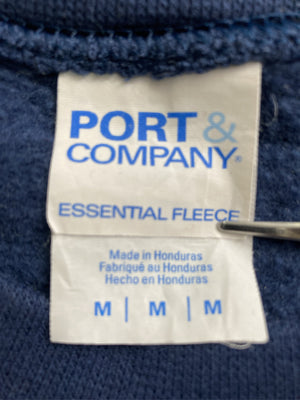 PORT &
COMPANY®
ESSENTIAL FLEECE
Made in Honduras
Fabriqué au Honduras
Hecho en Honduras
M | M | M